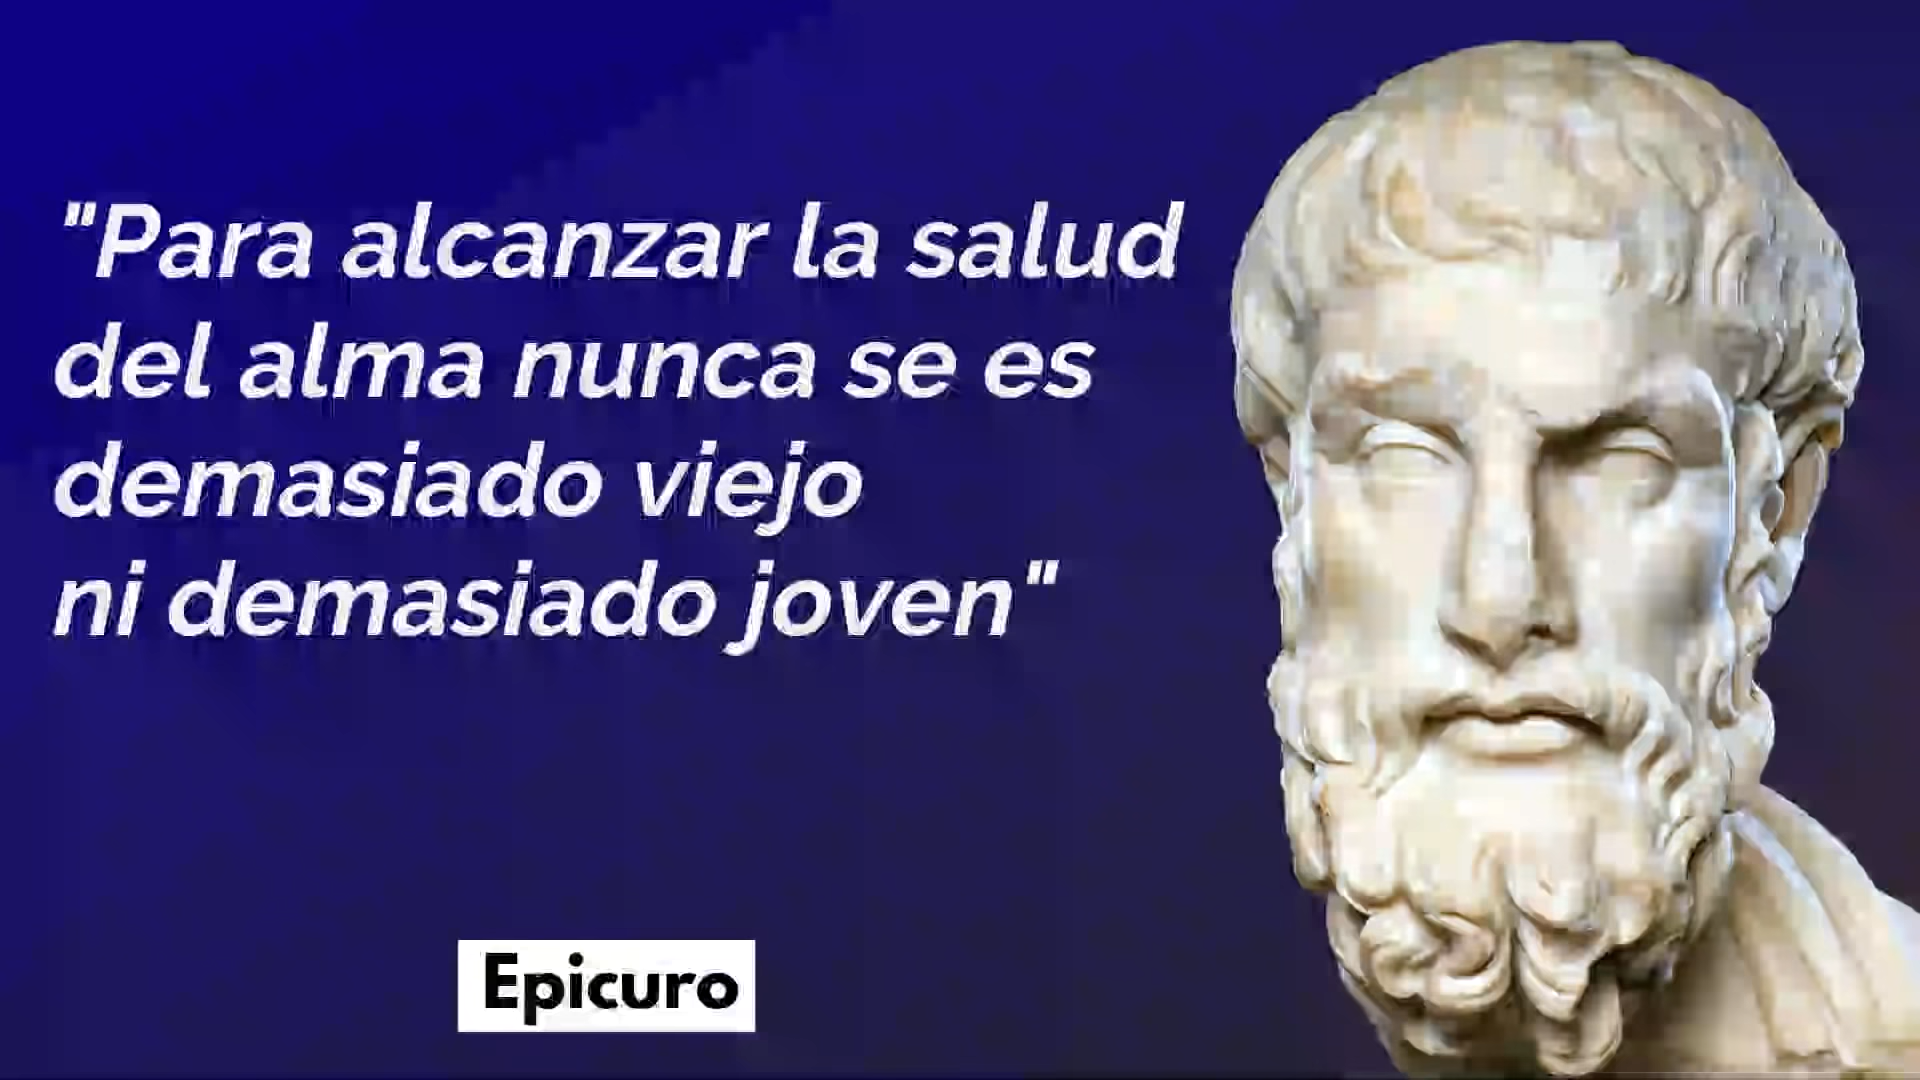 "Para alcanzar la salud
del alma nunca se es
demasiado viejo
ni demasiado joven"
Epicuro